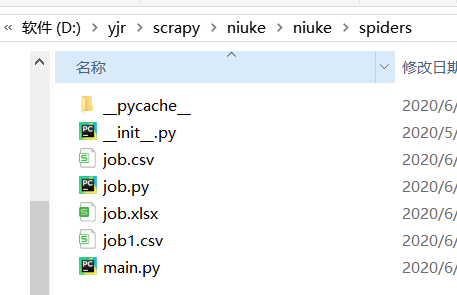 « 软件 (D:) › yjr › scrapy › niuke › niuke › spiders
名称 修改日期
__pycache__ 2020/6/
__init__.py 2020/5/
job.csv 2020/6/
job.py 2020/6/
job.xlsx 2020/6/
job1.csv 2020/6/
main.py 2020/6/